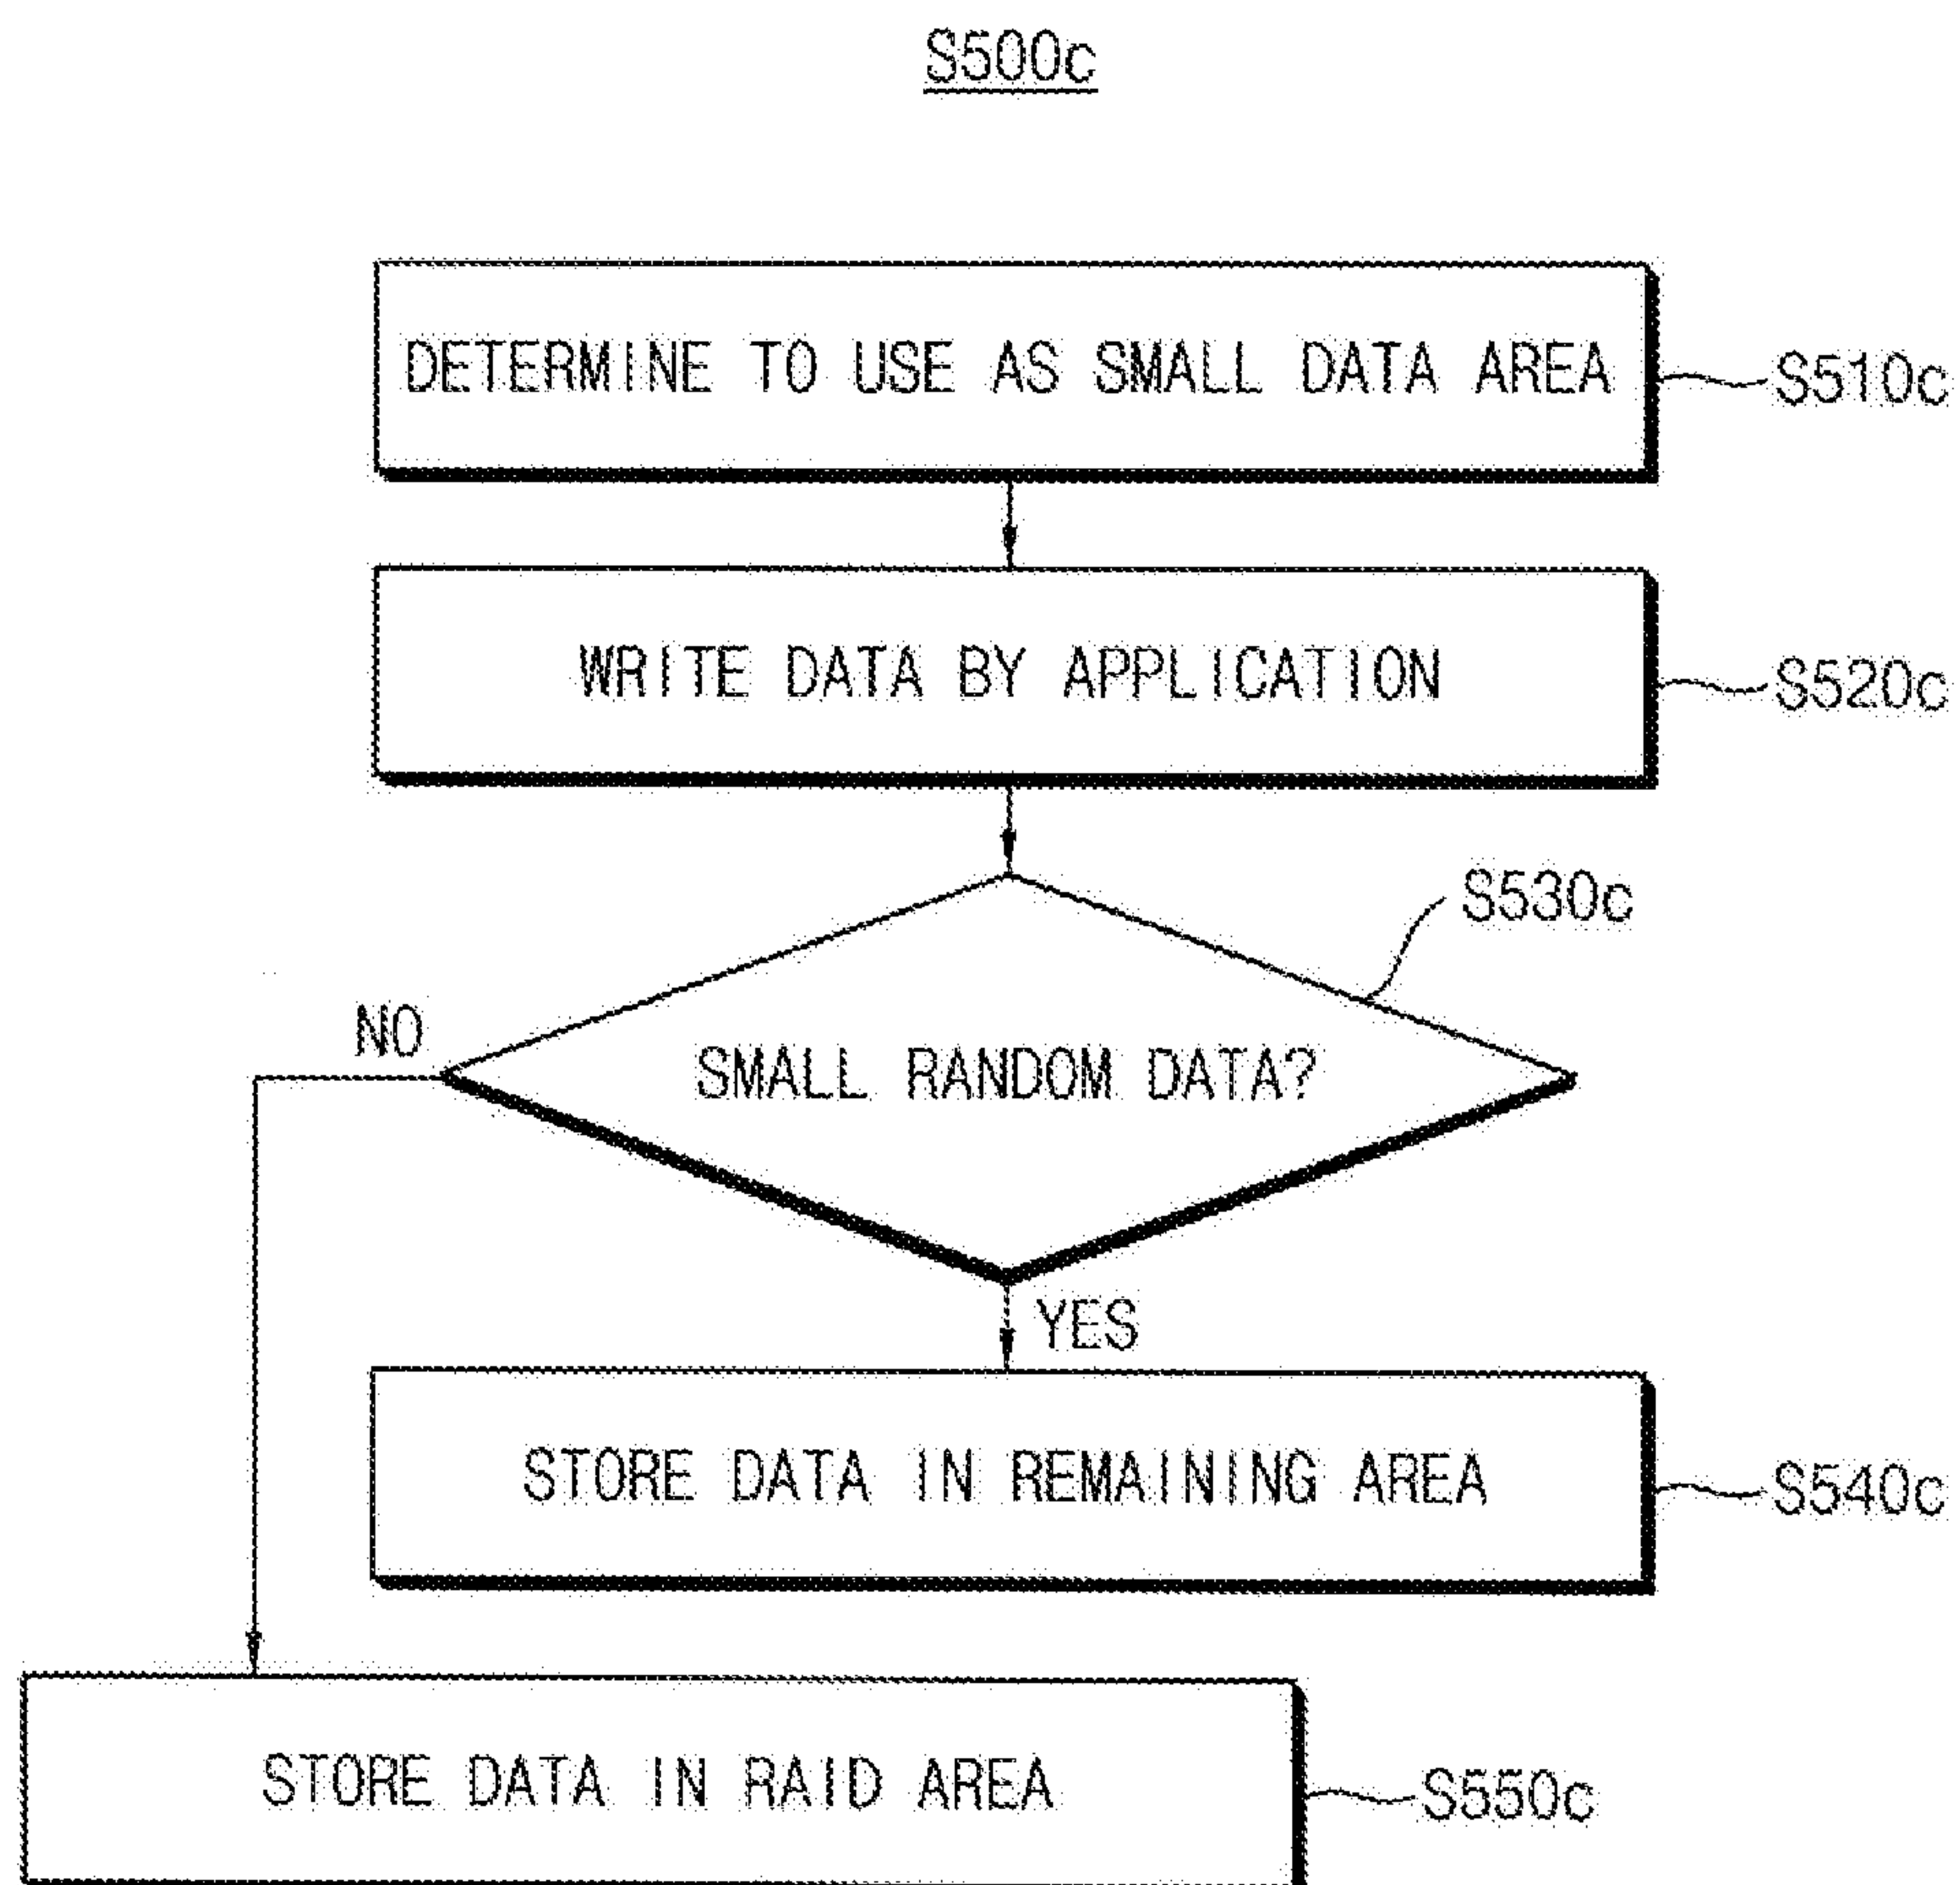 S500c
DETERMINE TO USE AS SMALL DATA AREA
S510c
WRITE DATA BY APPLICATION
S520c
S530c
NO
SMALL RANDOM DATA?
YES
STORE DATA IN REMAINING AREA
S540c
STORE DATA IN RAID AREA
S550c